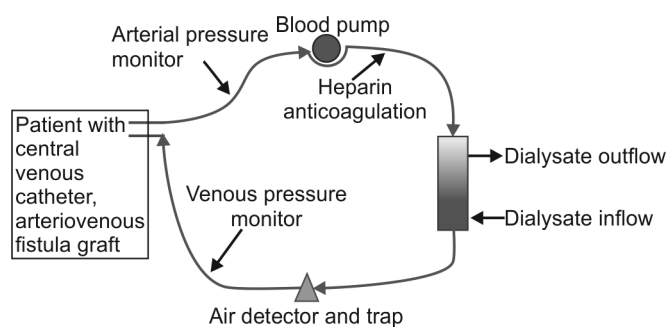 Blood pump
Arterial pressure
monitor
Heparin
anticoagulation
Patient with
central
venous
catheter,
arteriovenous
fistula graft
Dialysate outflow
Dialysate inflow
Venous pressure
monitor
Air detector and trap